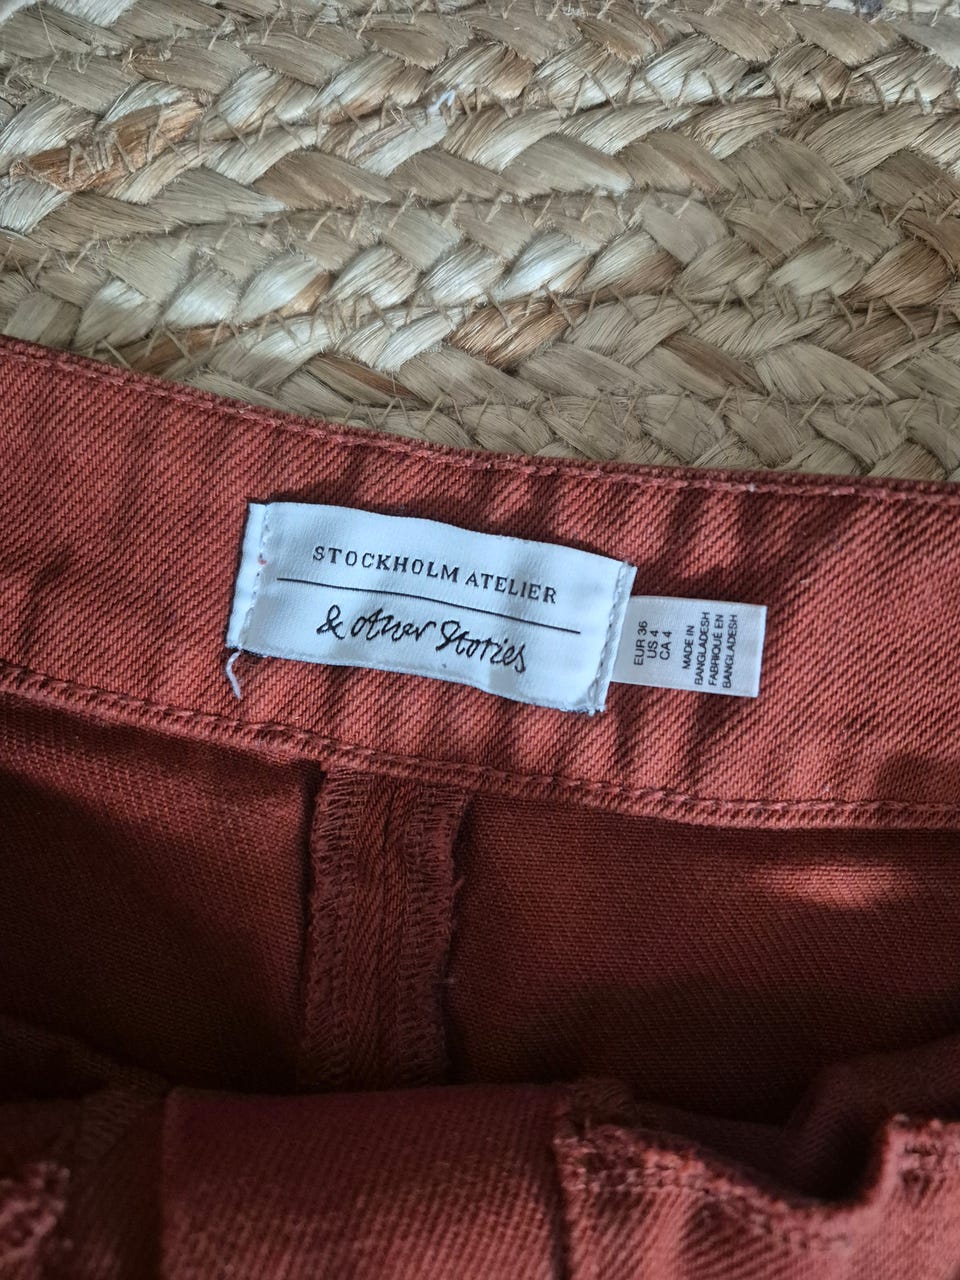 STOCKHOLM ATELIER
& other Stories
EUR 36
US 4
CA 4
MADE IN
BANGLADESH
FABRIQUÉ EN
BANGLADESH